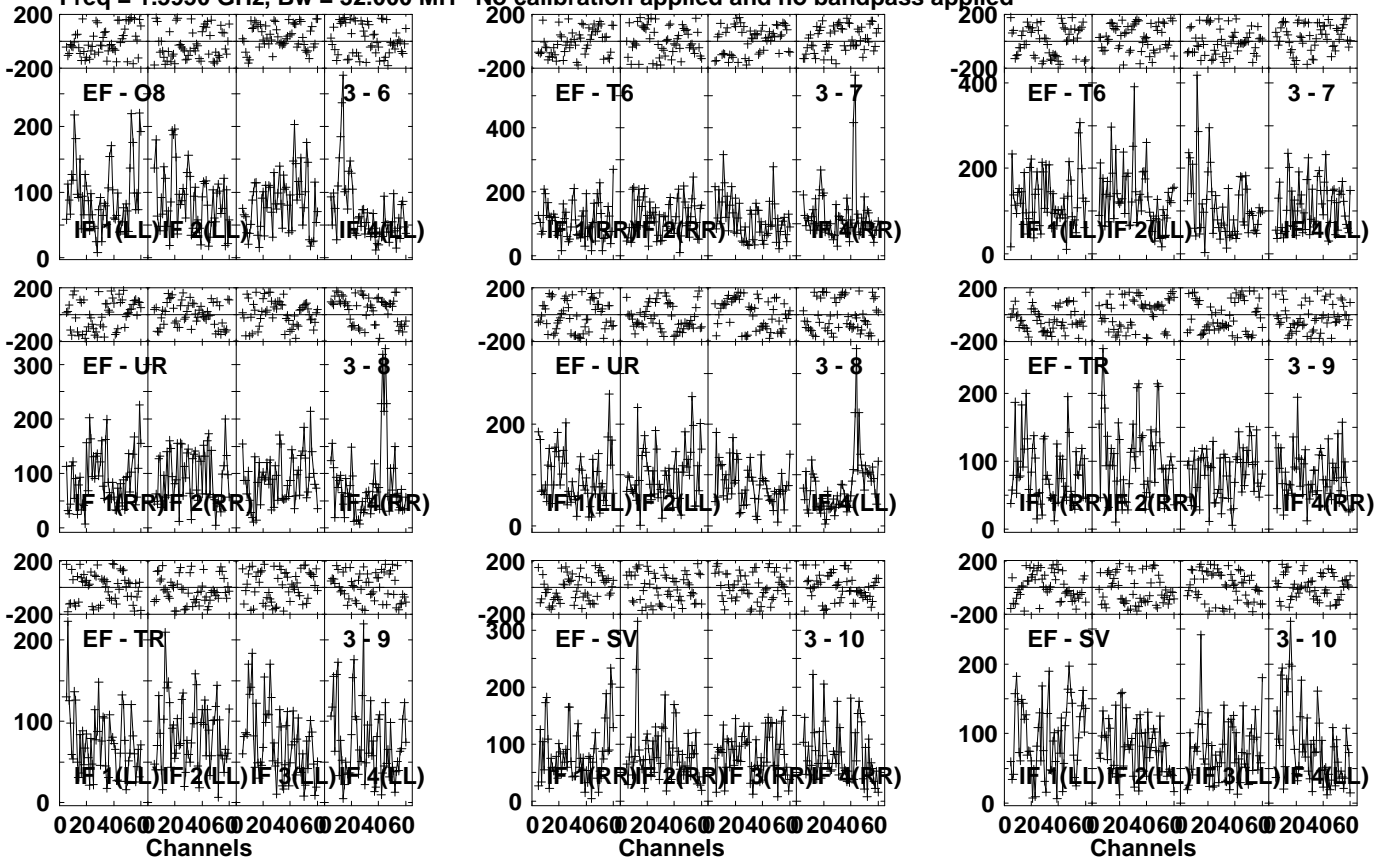 Freq = GHz, Bw = 32.000 MH No calibration applied and no bandpass applied
200 200 200
-200 -200 -200
EF - O8 3 - 6 EF - T6 3 - 7 EF - T6 3 - 7
400
200 400
200 200
100
0 0 0
IF 1(LL) IF 2(LL) IF 4(LL) IF 1(RR) IF 2(RR) IF 4(RR) IF 1(LL) IF 2(LL) IF 4(LL)
200 200 200
-200 -200 -200
EF - UR 3 - 8 EF - UR 3 - 8 EF - TR 3 - 9
300
200 200 200
100 100
0 0 0
IF 1(RR) IF 2(RR) IF 4(RR) IF 1(LL) IF 2(LL) IF 4(LL) IF 1(RR) IF 2(RR) IF 4(RR)
200 200 200
-200 -200 -200
EF - TR 3 - 9 EF - SV 3 - 10 EF - SV 3 - 10
300
200 200 200
100 100 100
0 0 0
IF 1(LL) IF 2(LL) IF 3(LL) IF 4(LL) IF 1(RR) IF 2(RR) IF 3(RR) IF 4(RR) IF 1(LL) IF 2(LL) IF 3(LL) IF 4(LL)
0 20 40 60 0 20 40 60 0 20 40 60 0 20 40 60 0 20 40 60 0 20 40 60 0 20 40 60 0 20 40 60 0 20 40 60 0 20 40 60 0 20 40 60 0 20 40 60
Channels Channels Channels